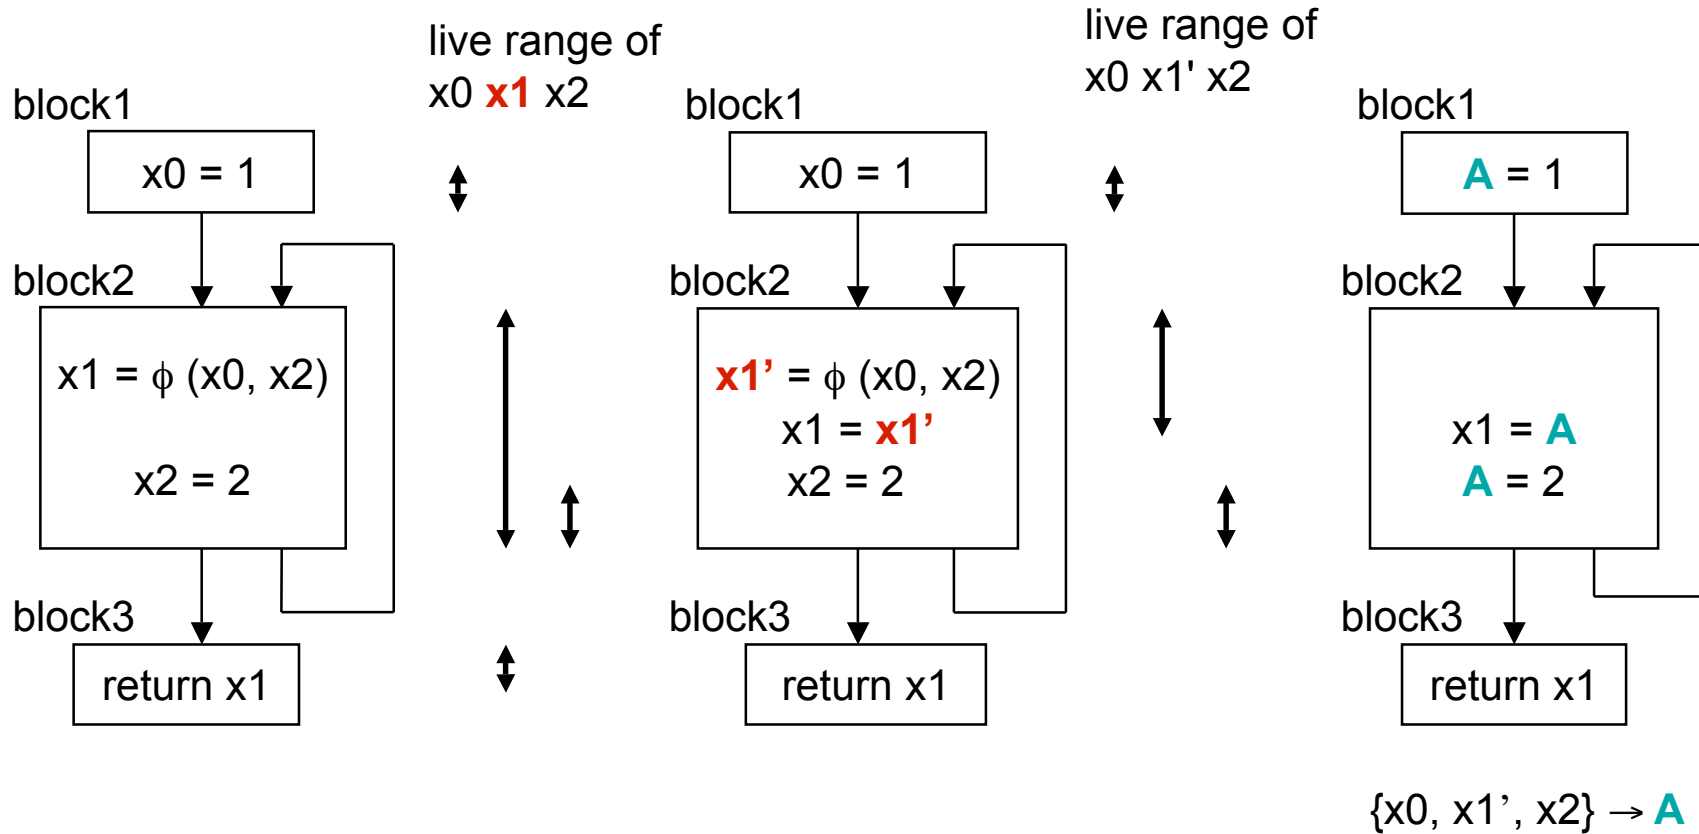 live range of
x0 x1 x2
block1
x0 = 1
block2
x1 = ϕ (x0, x2)
x2 = 2
block3
return x1
live range of
x0 x1' x2
block1
x0 = 1
block2
x1’ = ϕ (x0, x2)
x1 = x1’
x2 = 2
block3
return x1
block1
A = 1
block2
x1 = A
A = 2
block3
return x1
{x0, x1’, x2} → A